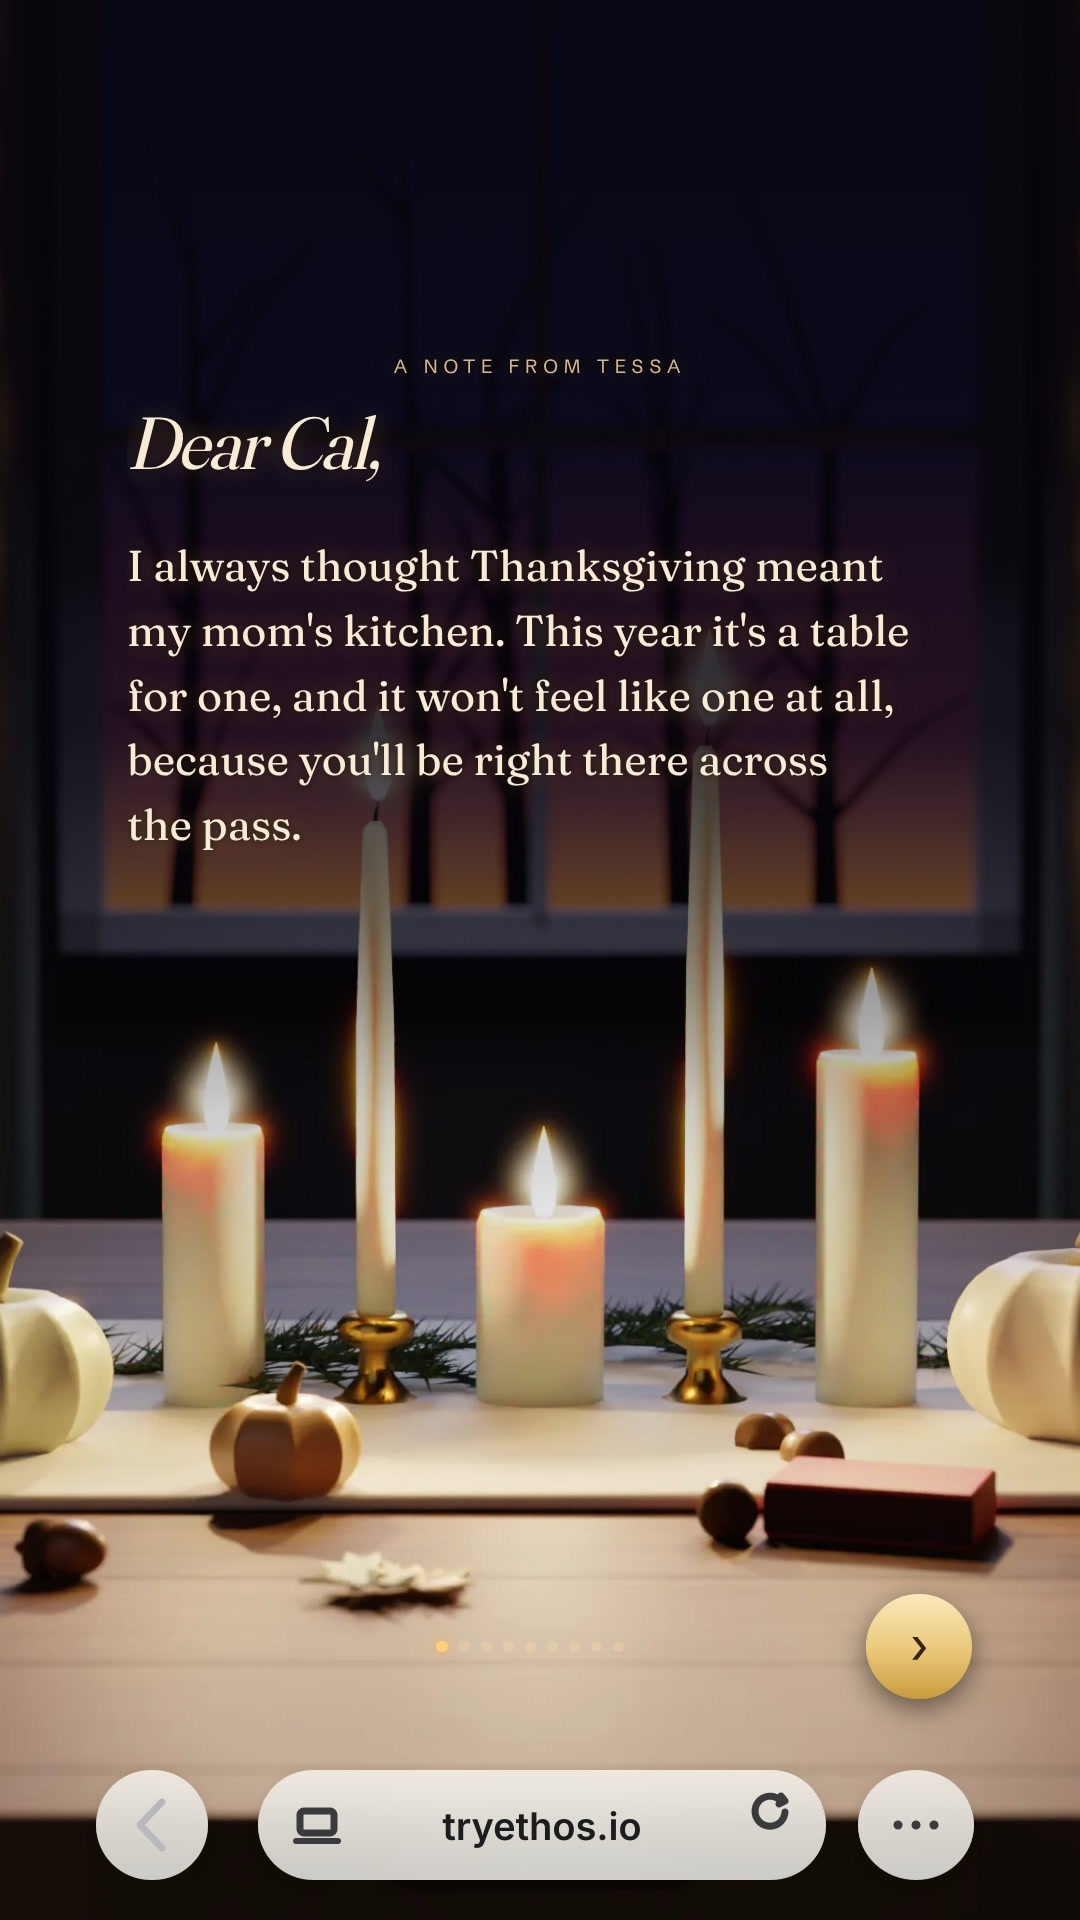 A NOTE FROM TESSA
Dear Cal,
I always thought Thanksgiving meant
my mom's kitchen. This year it's a table
for one, and it won't feel like one at all,
because you'll be right there across
the pass.
tryethos.io